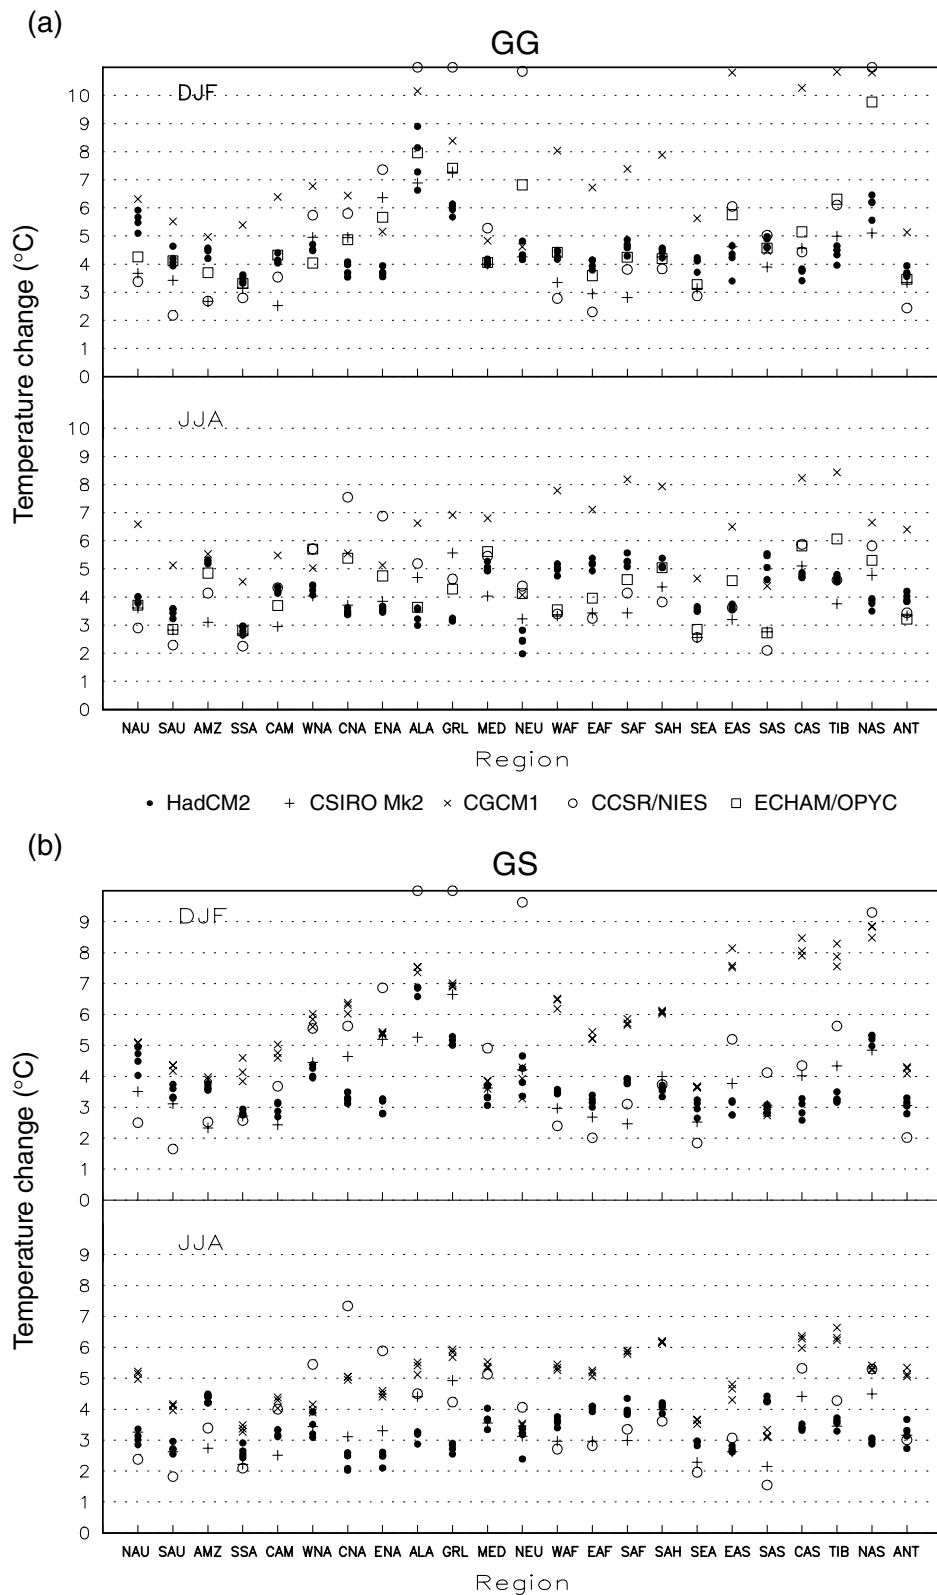 (a)
GG
DJF
10
9
8
7
6
5
4
3
2
1
0
JJA
10
9
8
7
6
5
4
3
2
1
0
Temperature change (°C)
NAU SAU AMZ SSA CAM WNA CNA ENA ALA GRL MED NEU WAF EAF SAF SAH SEA EAS SAS CAS TIB NAS ANT
Region
HadCM2 CSIRO Mk2 CGCM1 CCSR/NIES ECHAM/OPYC
(b)
GS
DJF
9
8
7
6
5
4
3
2
1
0
JJA
9
8
7
6
5
4
3
2
1
0
Temperature change (°C)
NAU SAU AMZ SSA CAM WNA CNA ENA ALA GRL MED NEU WAF EAF SAF SAH SEA EAS SAS CAS TIB NAS ANT
Region